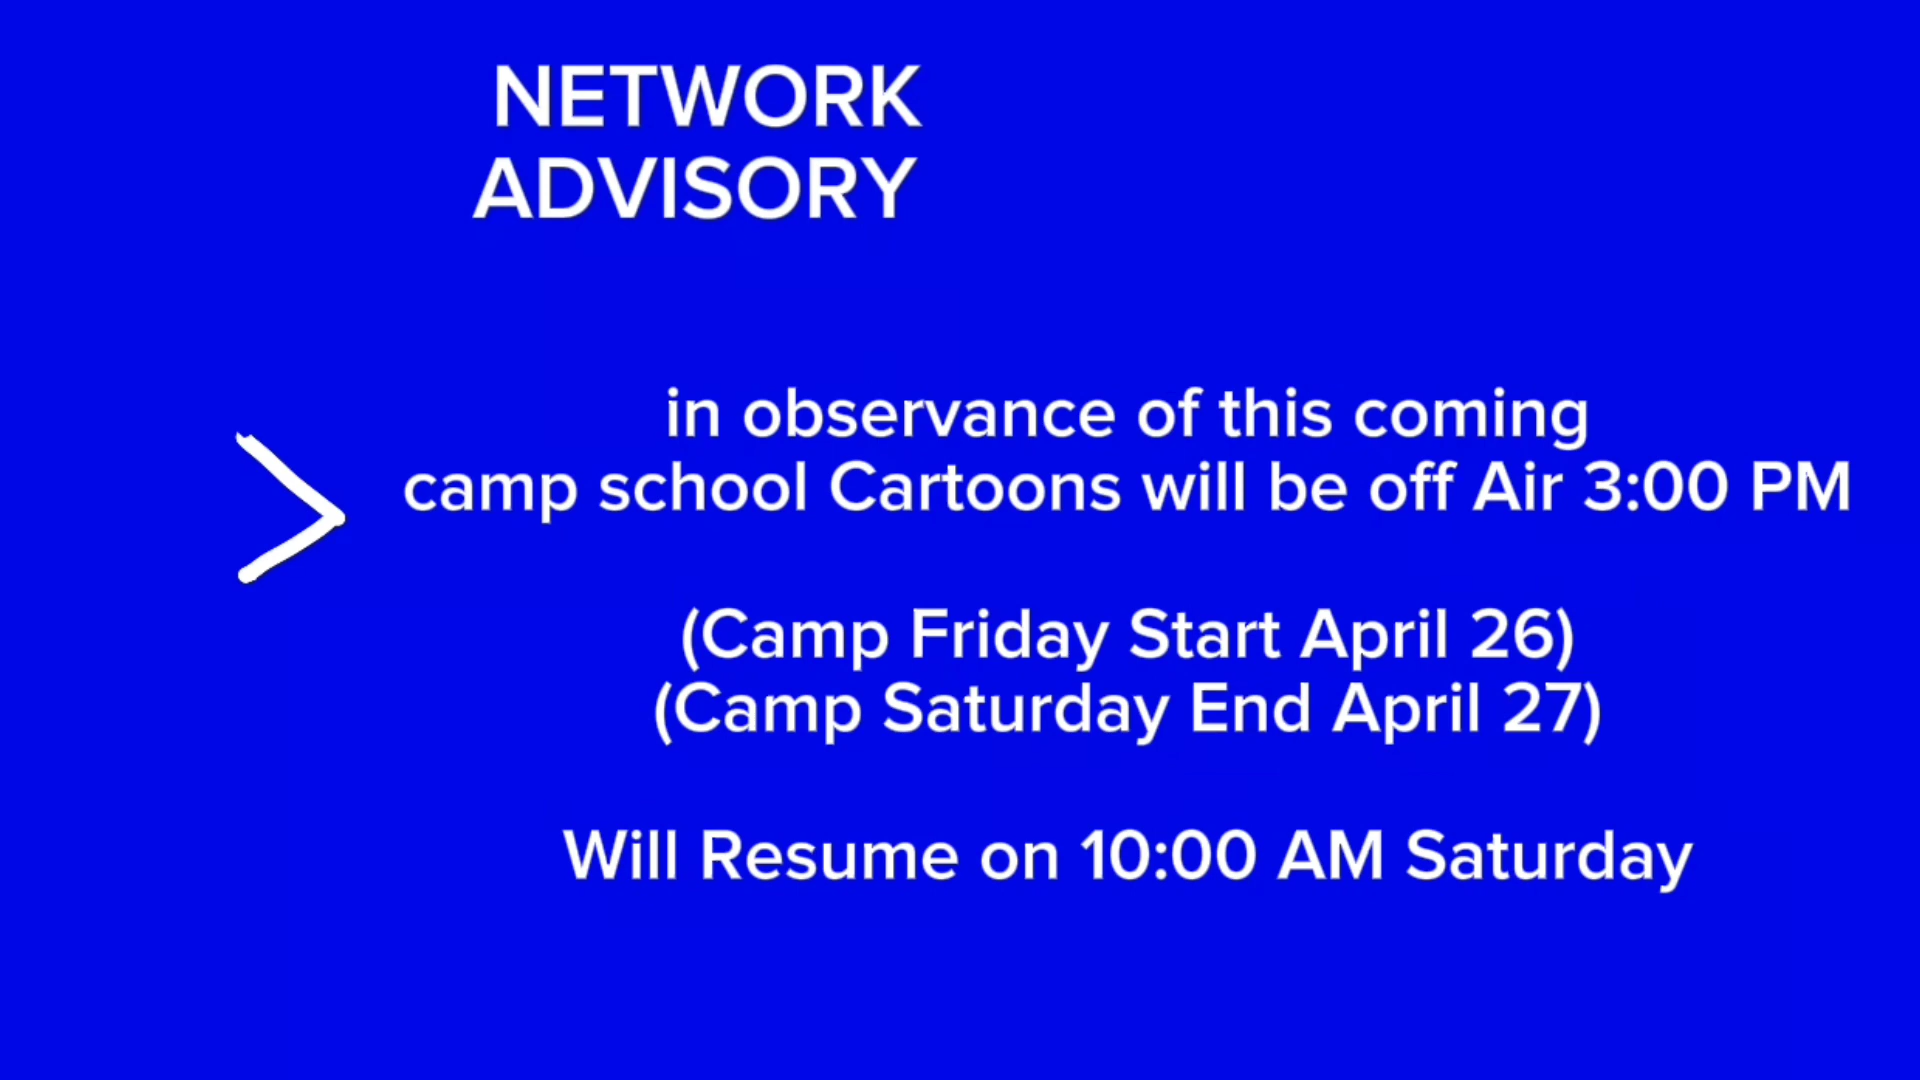 NETWORK
ADVISORY
in observance of this coming
camp school Cartoons will be off Air 3:00 PM
(Camp Friday Start April 26)
(Camp Saturday End April 27)
Will Resume on 10:00 AM Saturday